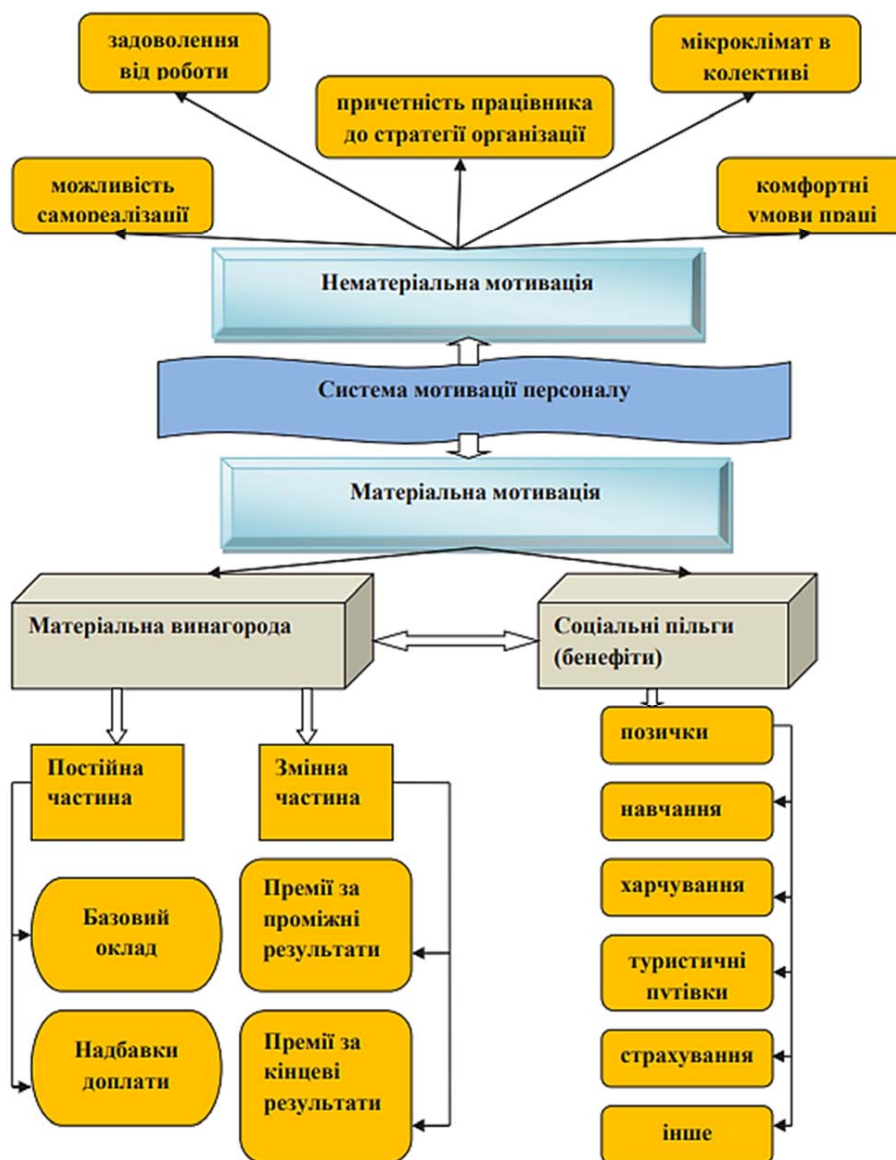 задоволення
від роботи
мікроклімат в
колективі
причетність працівника
до стратегії організації
можливість
самореалізації
комфортні
умови праці
Нематеріальна мотивація
Система мотивації персоналу
Матеріальна мотивація
Матеріальна винагорода
Соціальні пільги
(бенефіти)
Постійна
частина
Змінна
частина
Базовий
оклад
Надбавки
доплати
Премії за
проміжні
результати
Премії за
кінцеві
результати
позички
навчання
харчування
туристичні
путівки
страхування
інше